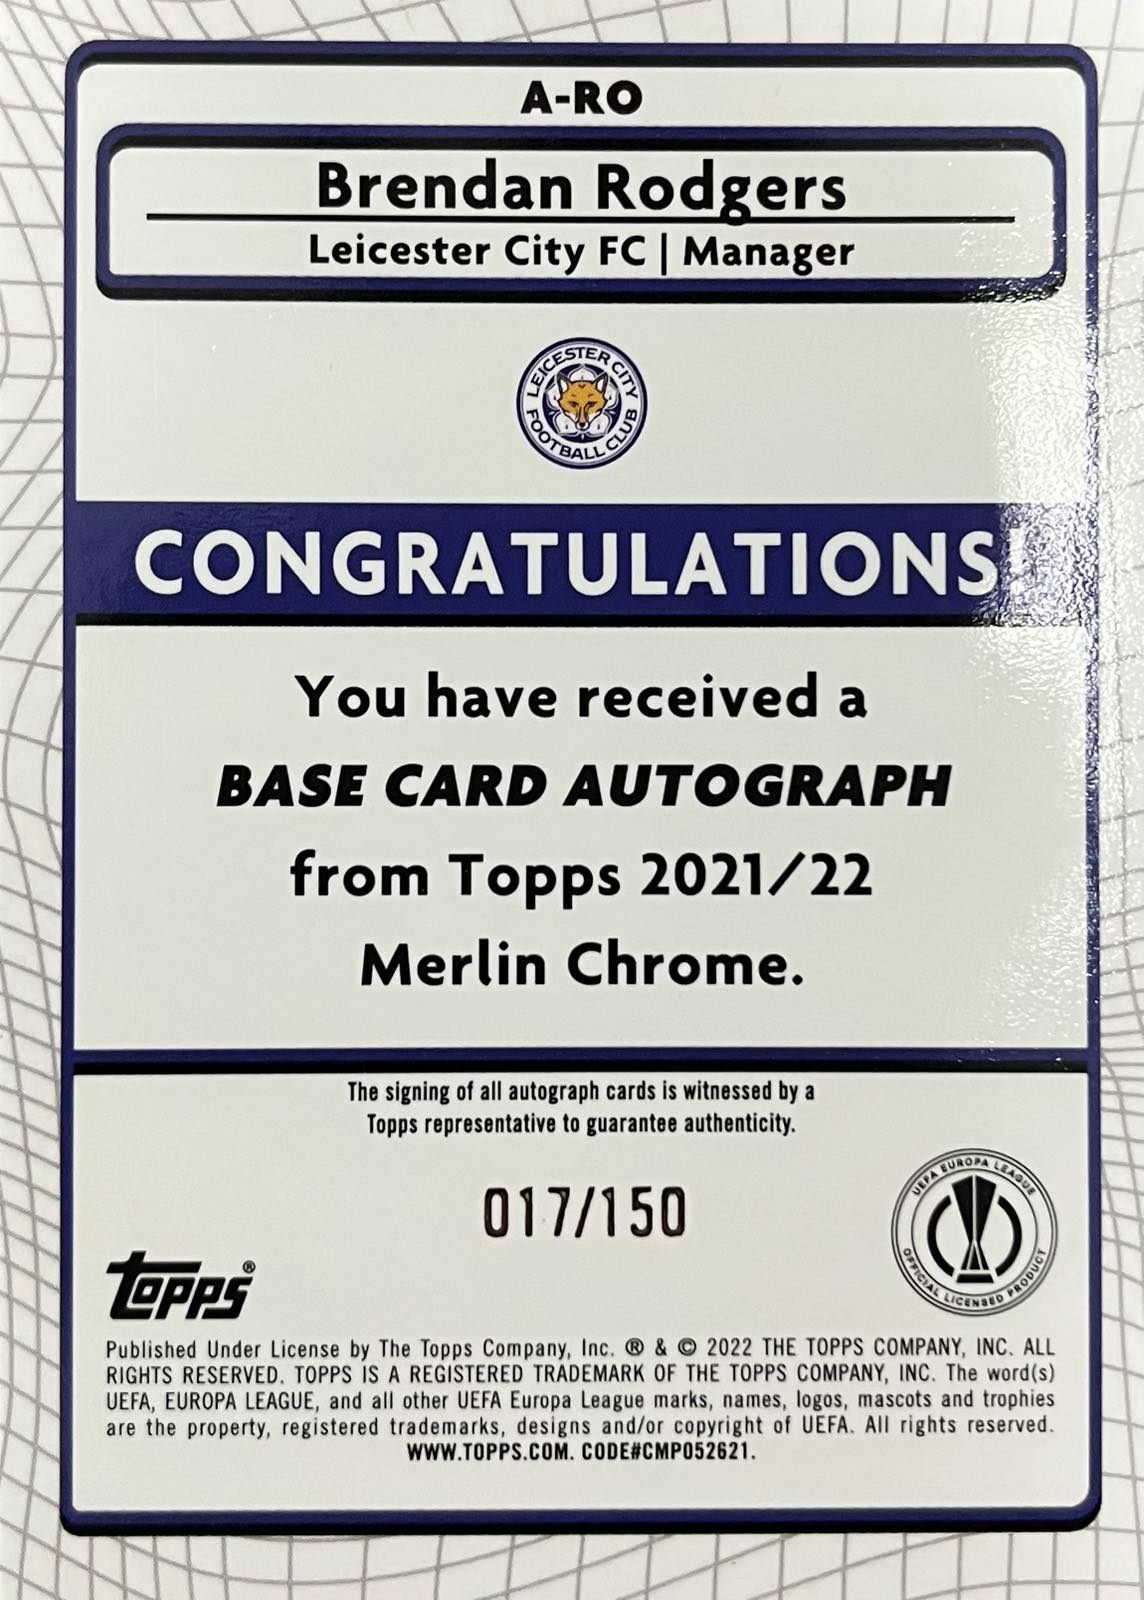 A-RO
Brendan Rodgers
Leicester City FC | Manager
LEICESTER CITY
FOOTBALL CLUB
CONGRATULATIONS!
You have received a
BASE CARD AUTOGRAPH
from Topps 2021/22
Merlin Chrome.
The signing of all autograph cards is witnessed by a
Topps representative to guarantee authenticity.
017/150
UEFA EUROPA LEAGUE
OFFICIAL LICENSED PRODUCT
topps®
Published Under License by The Topps Company, Inc. ® & © 2022 THE TOPPS COMPANY, INC. ALL
RIGHTS RESERVED. TOPPS IS A REGISTERED TRADEMARK OF THE TOPPS COMPANY, INC. The word(s)
UEFA, EUROPA LEAGUE, and all other UEFA Europa League marks, names, logos, mascots and trophies
are the property, registered trademarks, designs and/or copyright of UEFA. All rights reserved.
WWW.TOPPS.COM. CODE#CMP052621.